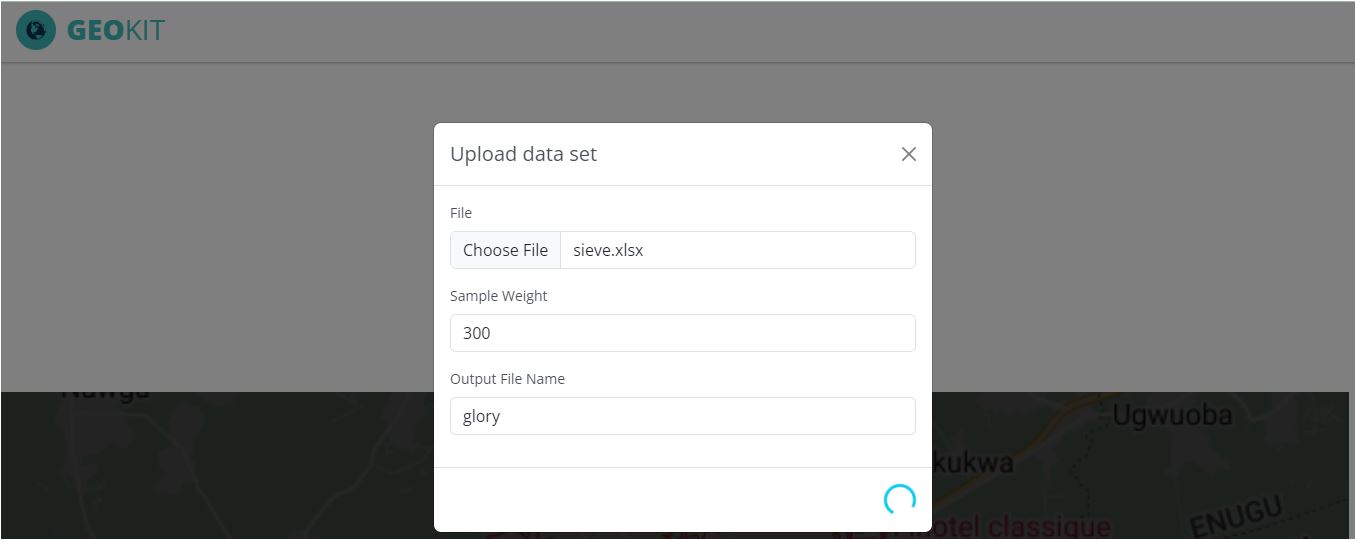 GEOKIT
Upload data set
File
Choose File sieve.xlsx
Sample Weight
300
Output File Name
glory
Nawgu
Ugwuoba
kukwa
hotel classique
ENUGU